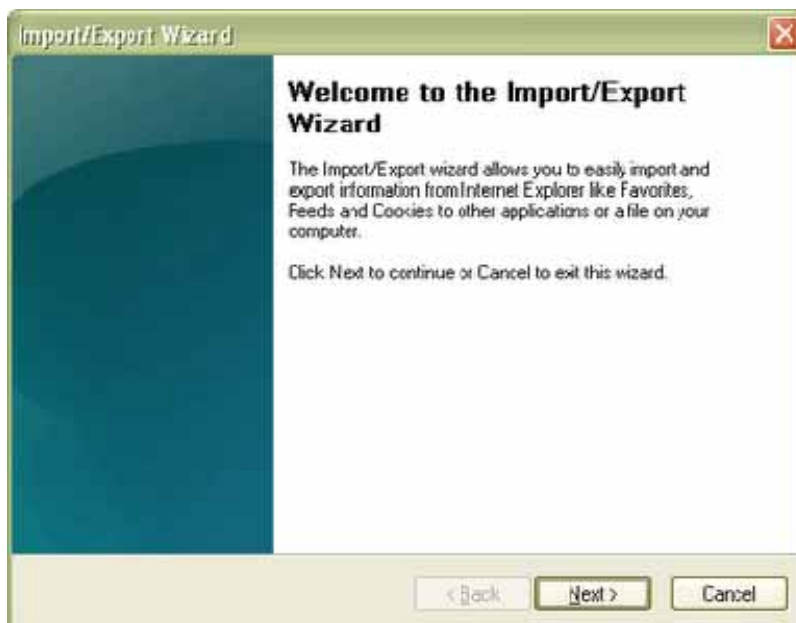 Import/Export Wizard
Welcome to the Import/Export
Wizard
The Import/Export wizard allows you to easily import and
export information from Internet Explorer like Favorites,
Feeds and Cookies to other applications or a file on your
computer.
Click Next to continue or Cancel to exit this wizard.
< Back Next > Cancel